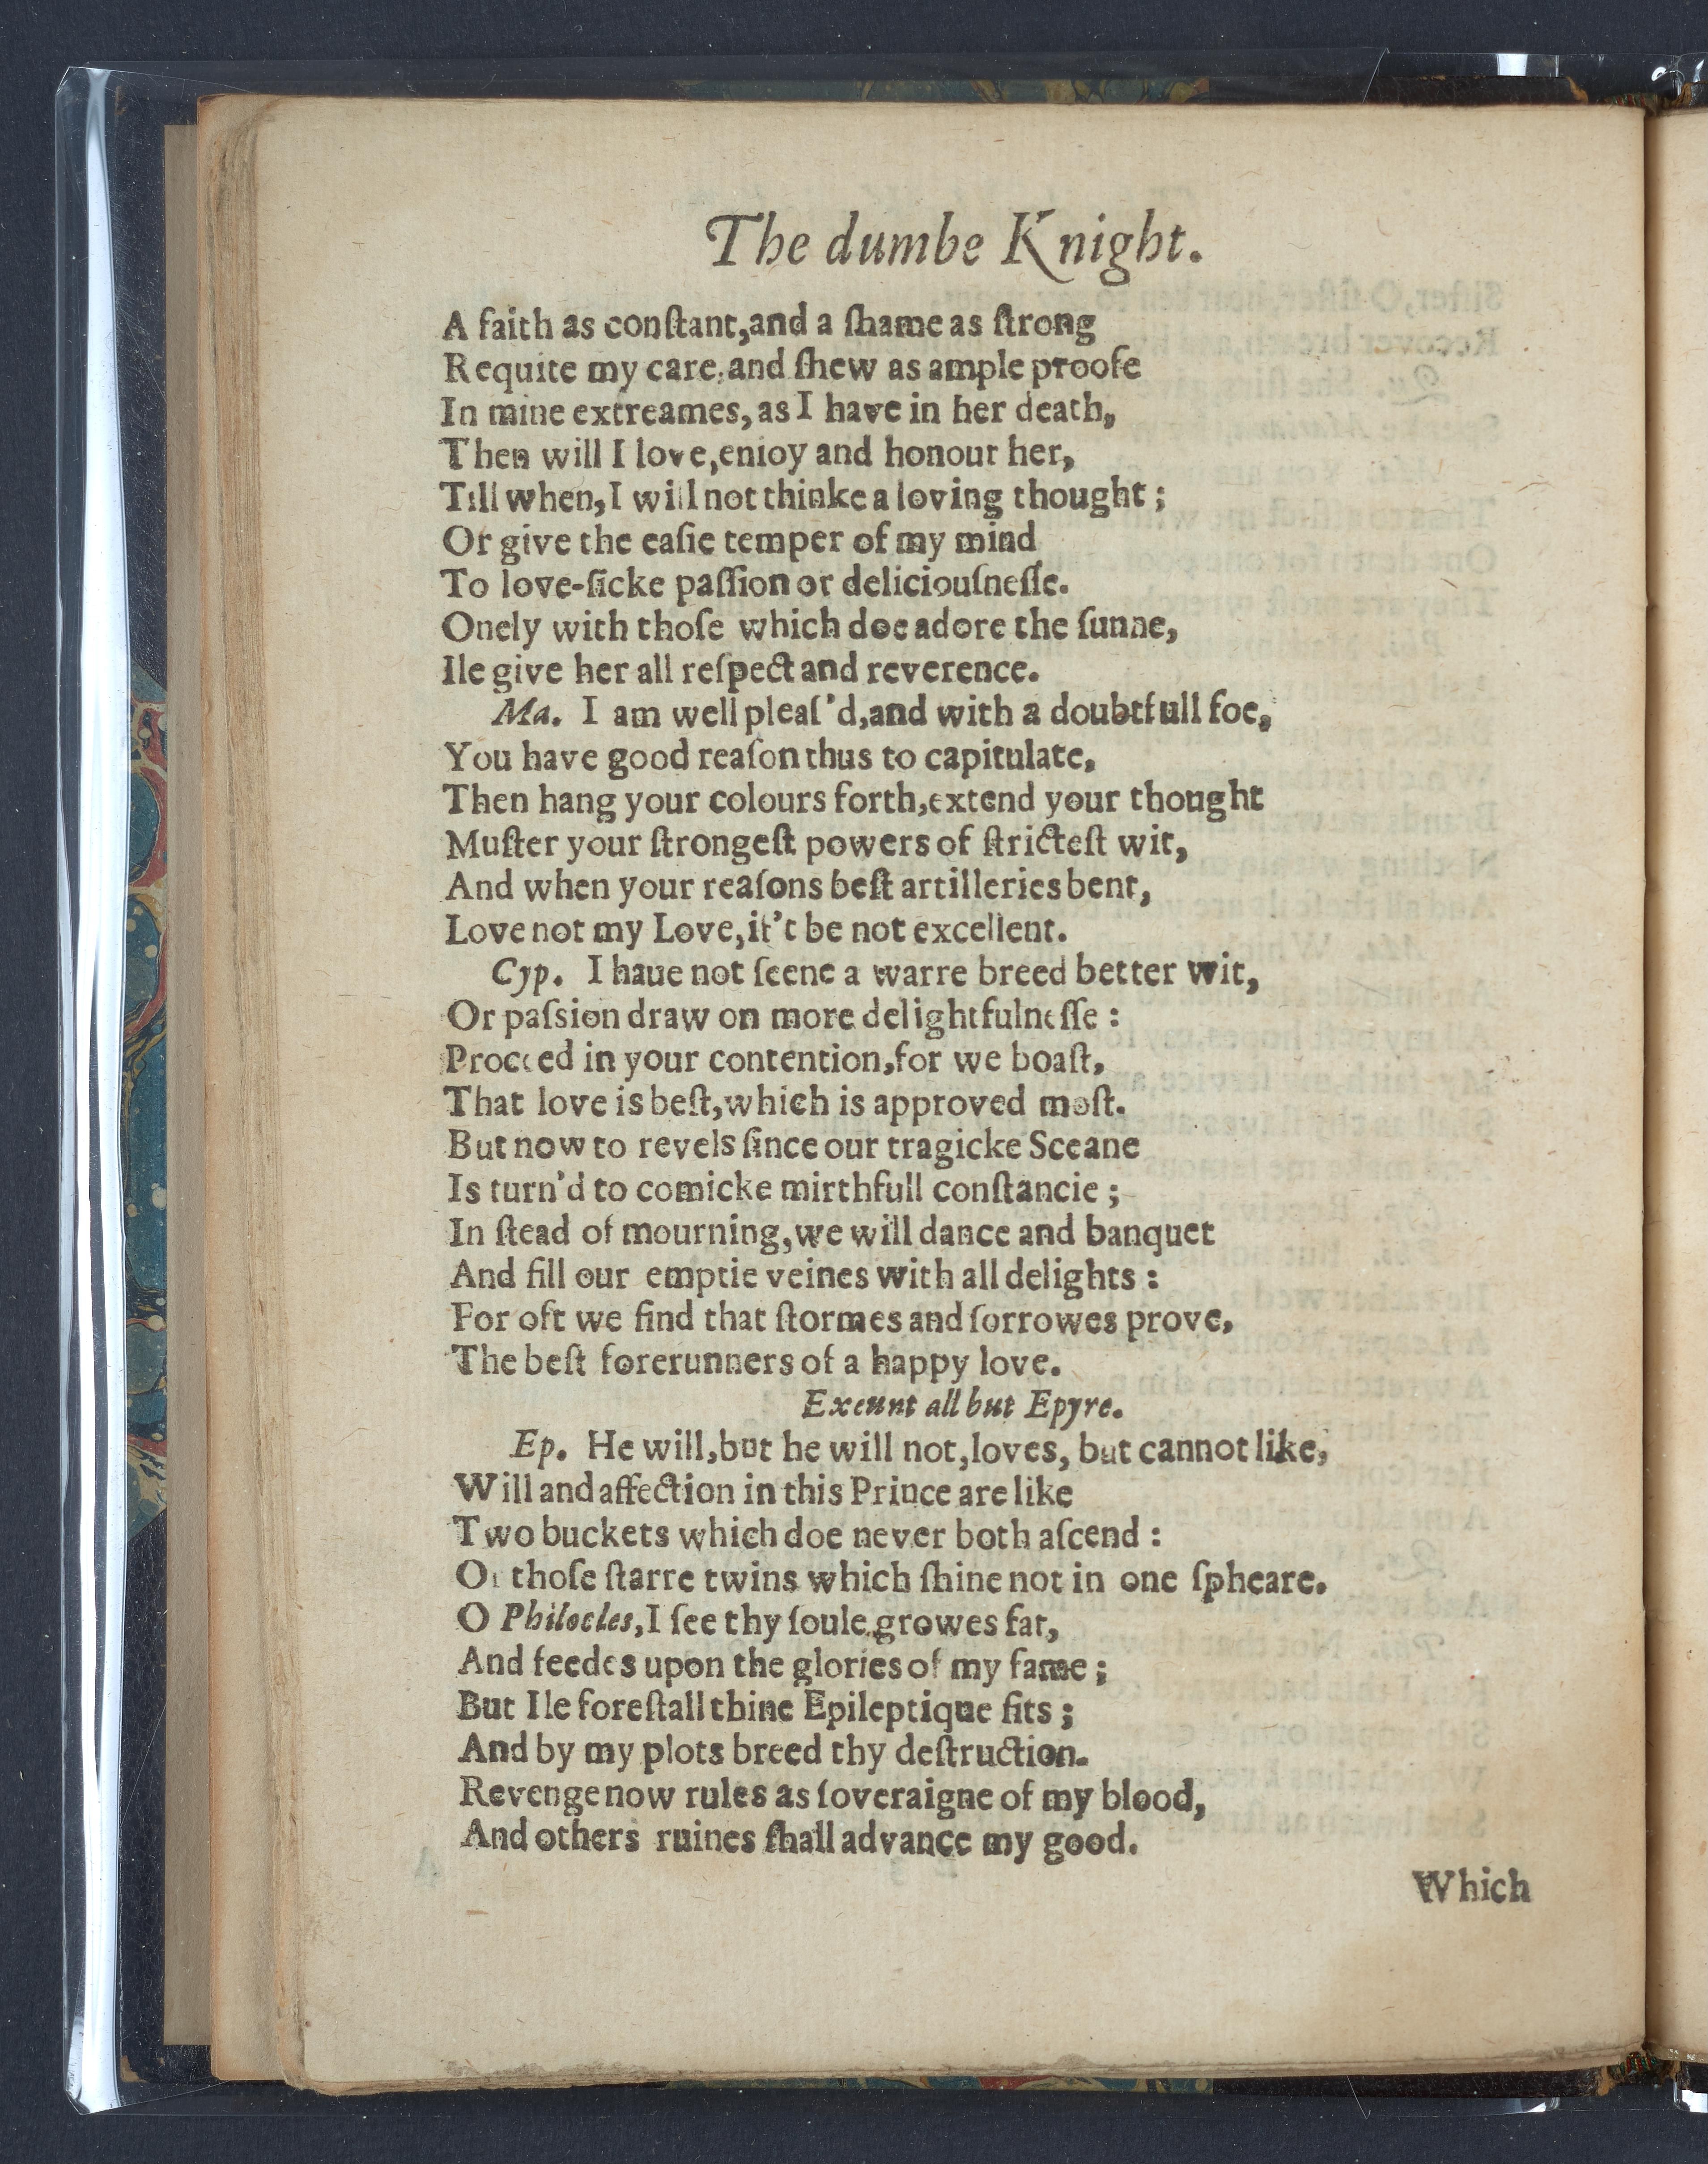 The dumbe Knight.
A faith as conſtant,and a ſhame as ſtrong
Requite my care,and ſhew as ample proofe
In mine extreames, as I have in her death,
Then will I love,enioy and honour her,
Till when, I will not thinke a loving thought ;
Or give the eaſie temper of my mind
To love-ſicke paſſion or deliciouſneſſe.
Onely with thoſe which doe adore the ſunne,
Ile give her all reſpect and reverence.
Ma. I am well pleaſ'd,and with a doubtfull foe,
You have good reaſon thus to capitulate,
Then hang your colours forth,extend your thought
Muſter your ſtrongeſt powers of ſtricteſt wit,
And when your reaſons beſt artilleries bent,
Love not my Love,if't be not excellent.
Cyp. I haue not ſeene a warre breed better wit,
Or paſsion draw on more delightfulneſſe :
Proceed in your contention,for we boaſt,
That love is beſt,which is approved moſt.
But now to revels ſince our tragicke Sceane
Is turn'd to comicke mirthfull conſtancie ;
In ſtead of mourning,we will dance and banquet
And fill our emptie veines with all delights :
For oft we find that ſtormes and ſorrowes prove,
The beſt forerunners of a happy love.
Exeunt all but Epyre.
Ep. He will,but he will not,loves, but cannot like,
Will and affection in this Prince are like
Two buckets which doe never both aſcend :
Or thoſe ſtarre twins which ſhine not in one ſpheare.
O Philocles,I ſee thy ſoule growes fat,
And feedes upon the glories of my fame ;
But Ile foreſtall thine Epileptique fits ;
And by my plots breed thy deſtruction.
Revenge now rules as ſoveraigne of my blood,
And others ruines ſhall advance my good.
Which